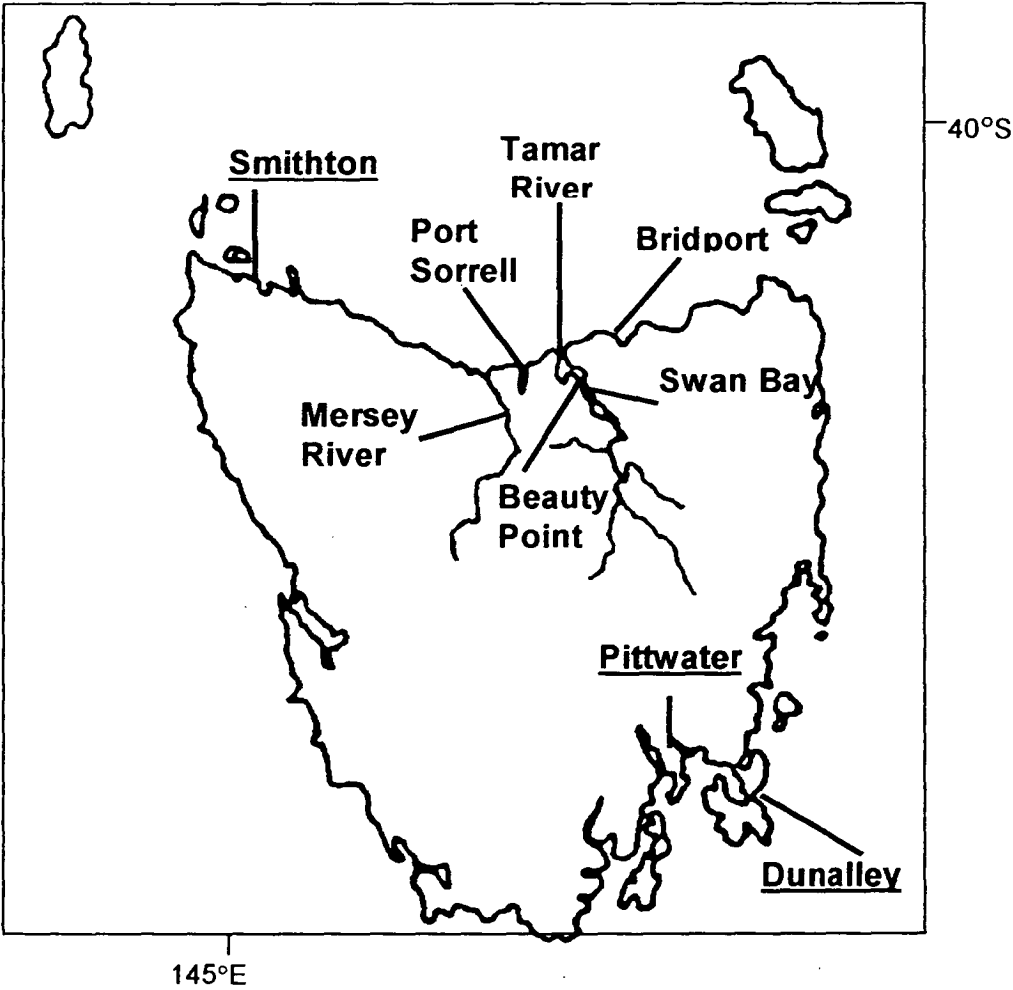 40°S
Tamar
River
Smithton
Port
Sorrell
Bridport
Swan Bay
Mersey
River
Beauty
Point
Pittwater
Dunalley
145°E